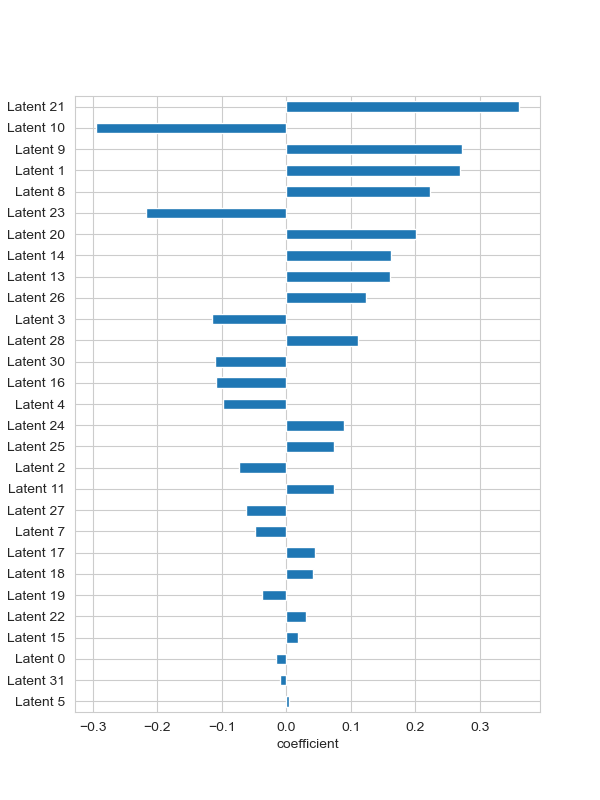 Latent 21
Latent 10
Latent 9
Latent 1
Latent 8
Latent 23
Latent 20
Latent 14
Latent 13
Latent 26
Latent 3
Latent 28
Latent 30
Latent 16
Latent 4
Latent 24
Latent 25
Latent 2
Latent 11
Latent 27
Latent 7
Latent 17
Latent 18
Latent 19
Latent 22
Latent 15
Latent 0
Latent 31
Latent 5
−0.3 −0.2 −0.1 0.0 0.1 0.2 0.3
coefficient